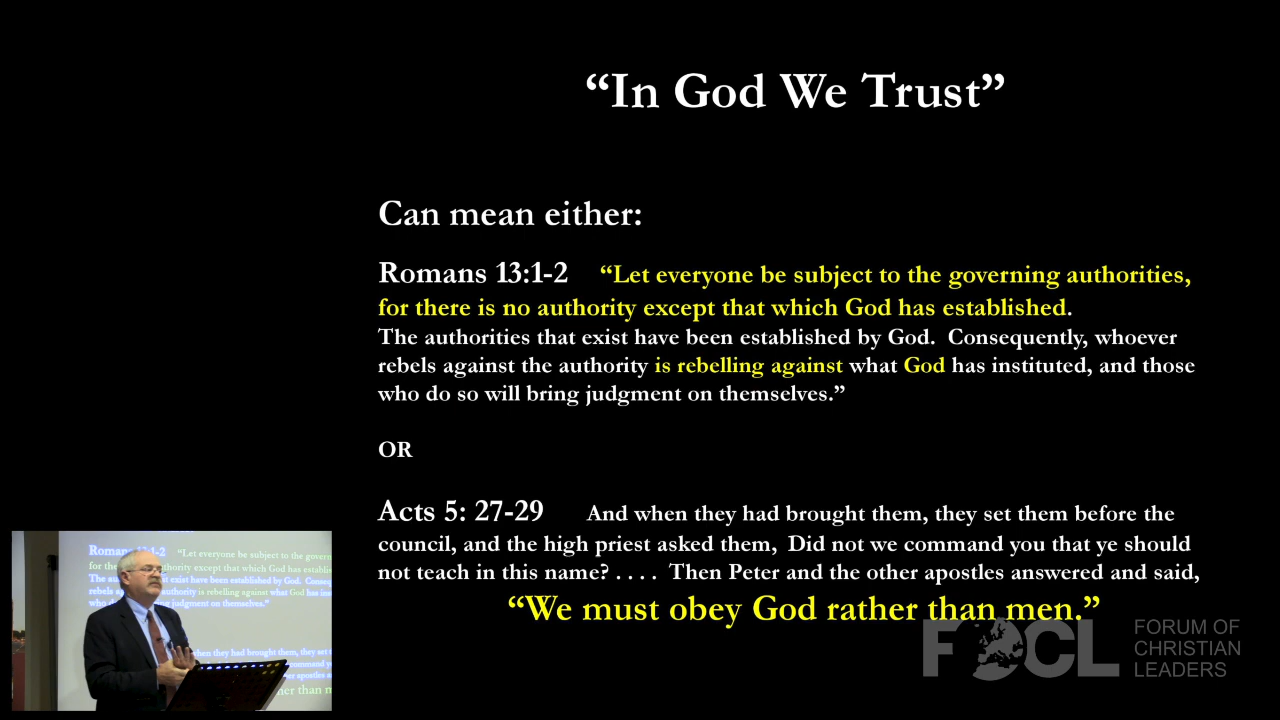 “In God We Trust”
Can mean either:
Romans 13:1-2 “Let everyone be subject to the governing authorities,
for there is no authority except that which God has established.
The authorities that exist have been established by God. Consequently, whoever
rebels against the authority is rebelling against what God has instituted, and those
who do so will bring judgment on themselves.”
OR
Acts 5: 27-29 And when they had brought them, they set them before the
council, and the high priest asked them, Did not we command you that ye should
not teach in this name? . . . . Then Peter and the other apostles answered and said,
“We must obey God rather than men.”
FOCL
FORUM OF
CHRISTIAN
LEADERS
“Let everyone be subject to the